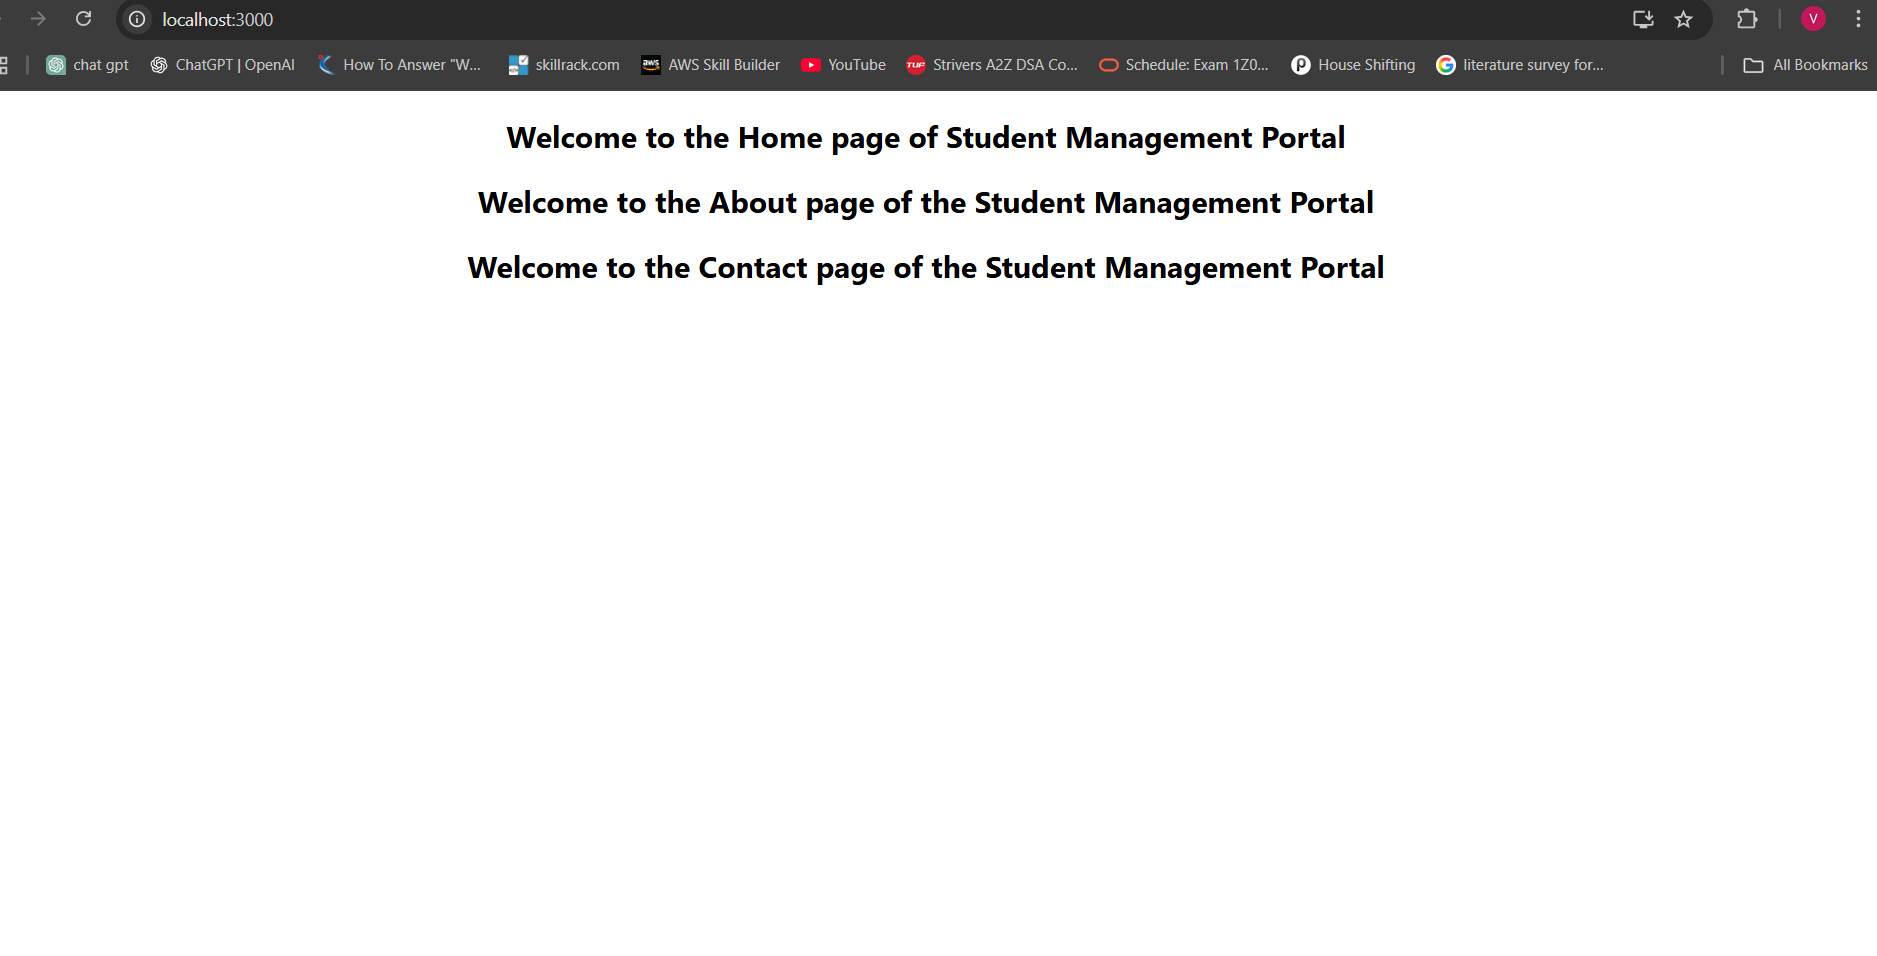 localhost:3000
chat gpt ChatGPT | OpenAI How To Answer "W... skillrack.com aws AWS Skill Builder YouTube TUF Strivers A2Z DSA Co... Schedule: Exam 1Z0... House Shifting literature survey for... All Bookmarks
V
Welcome to the Home page of Student Management Portal
Welcome to the About page of the Student Management Portal
Welcome to the Contact page of the Student Management Portal